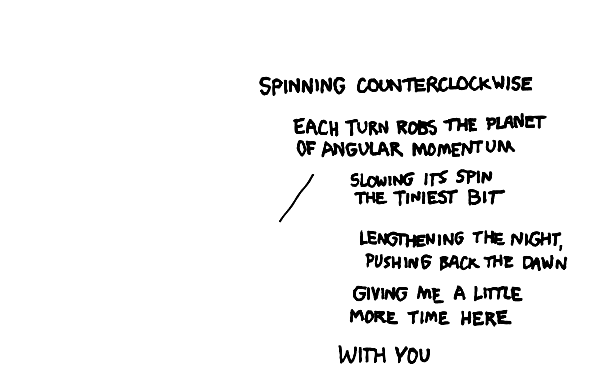 SPINNING COUNTERCLOCKWISE
EACH TURN ROBS THE PLANET
OF ANGULAR MOMENTUM
SLOWING ITS SPIN
THE TINIEST BIT
LENGTHENING THE NIGHT,
PUSHING BACK THE DAWN
GIVING ME A LITTLE
MORE TIME HERE
WITH YOU